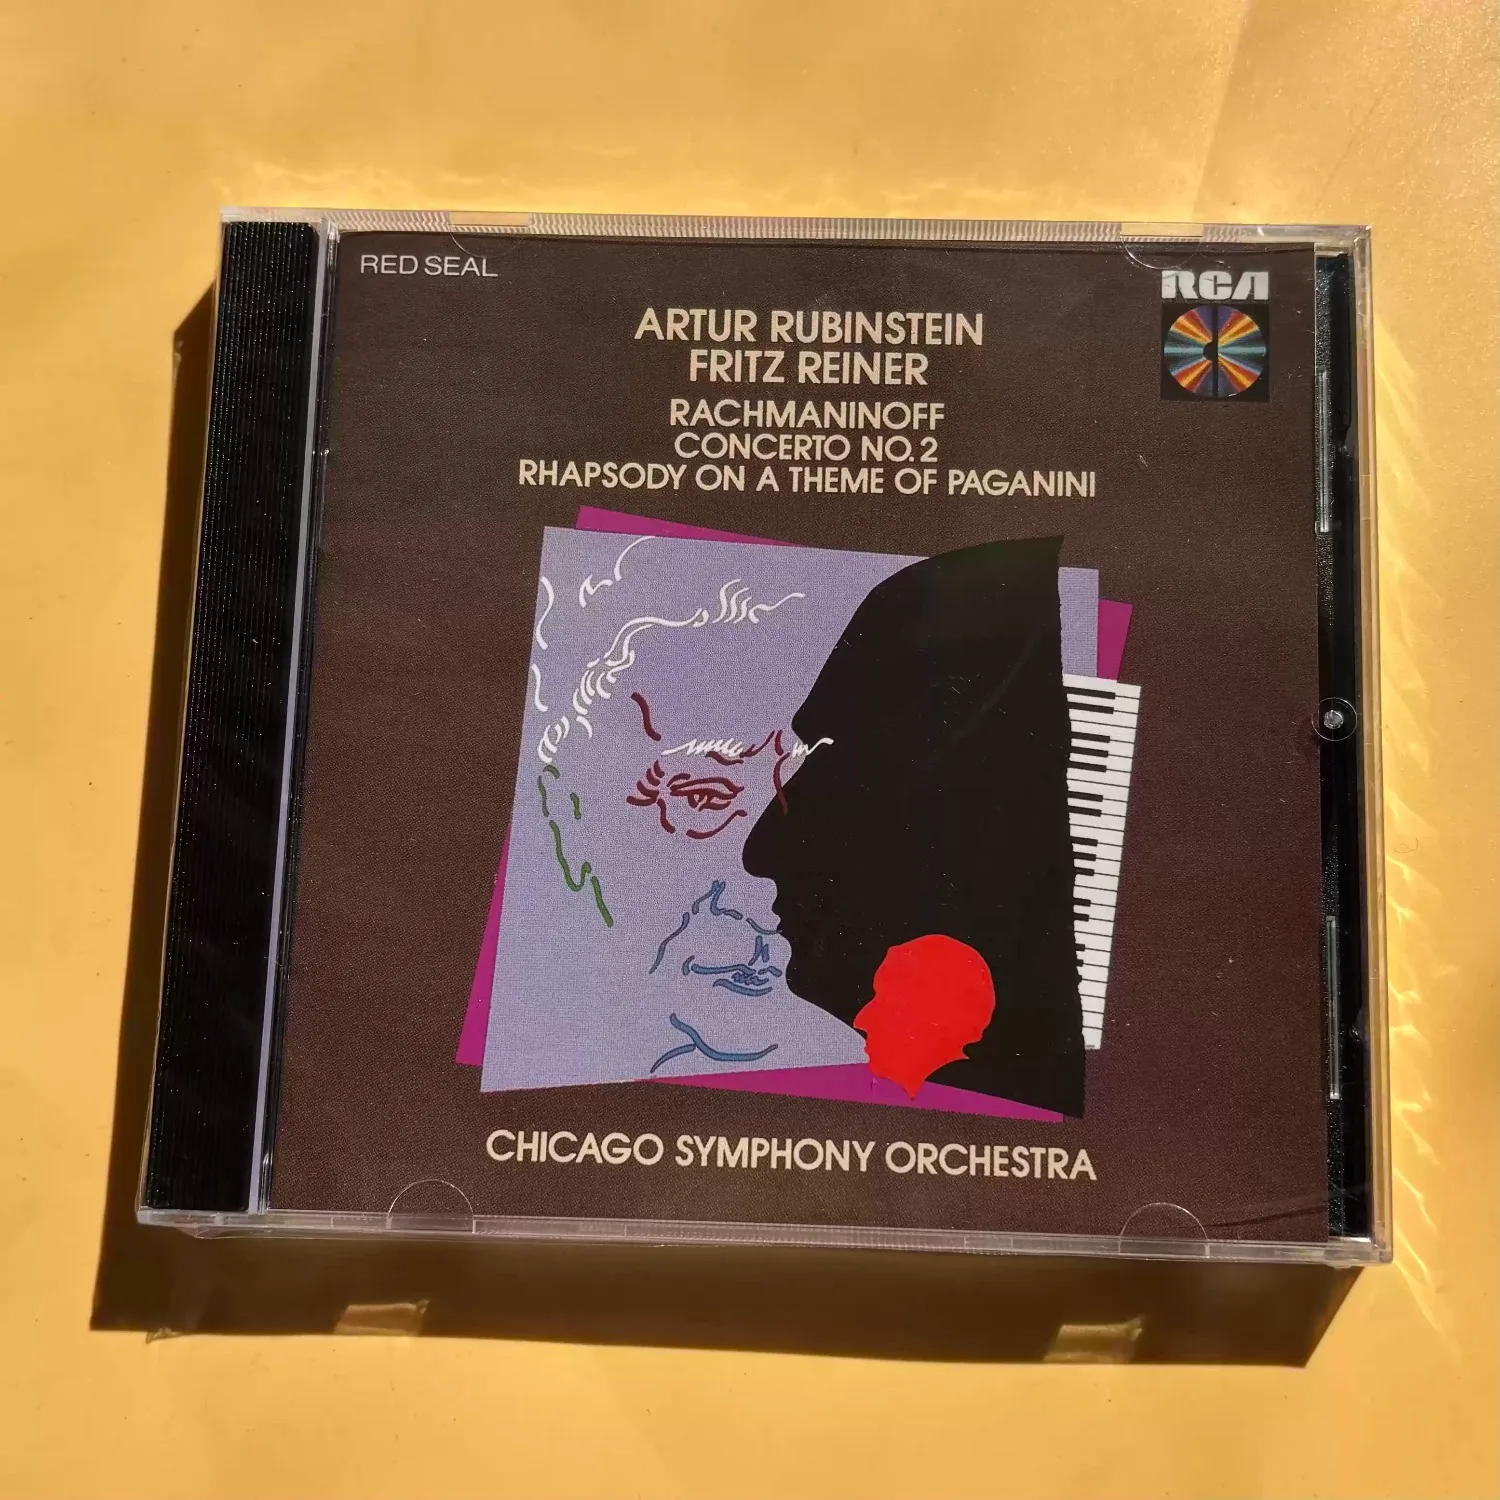 RED SEAL
RCA
ARTUR RUBINSTEIN
FRITZ REINER
RACHMANINOFF
CONCERTO NO. 2
RHAPSODY ON A THEME OF PAGANINI
CHICAGO SYMPHONY ORCHESTRA